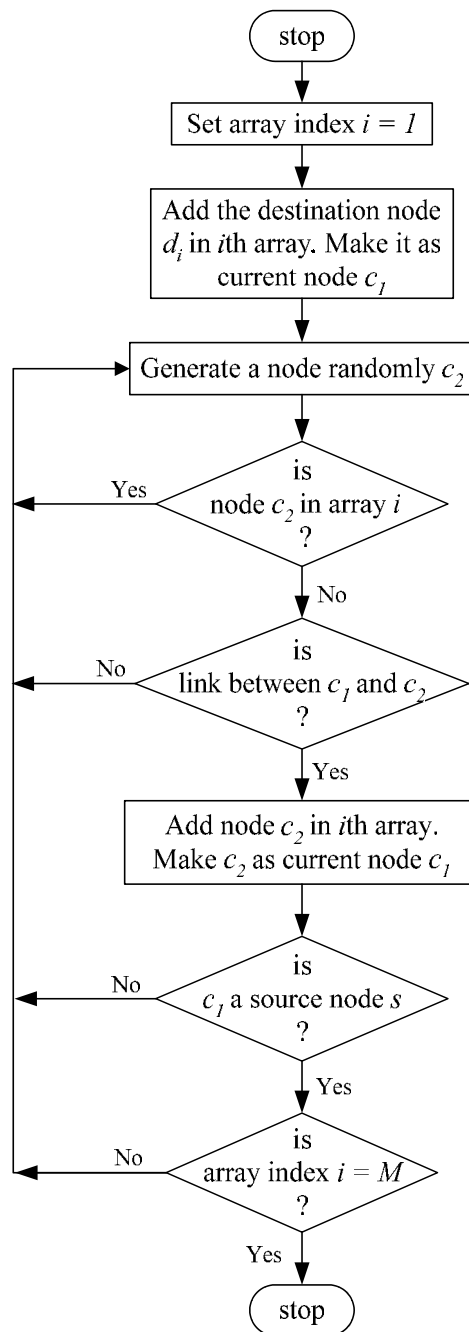 stop
Set array index i = 1
Add the destination node
d_i in ith array. Make it as
current node c_1
Generate a node randomly c_2
is
node c_2 in array i
?
Yes
No
is
link between c_1 and c_2
?
No
Yes
Add node c_2 in ith array.
Make c_2 as current node c_1
is
c_1 a source node s
?
No
Yes
is
array index i = M
?
No
Yes
stop